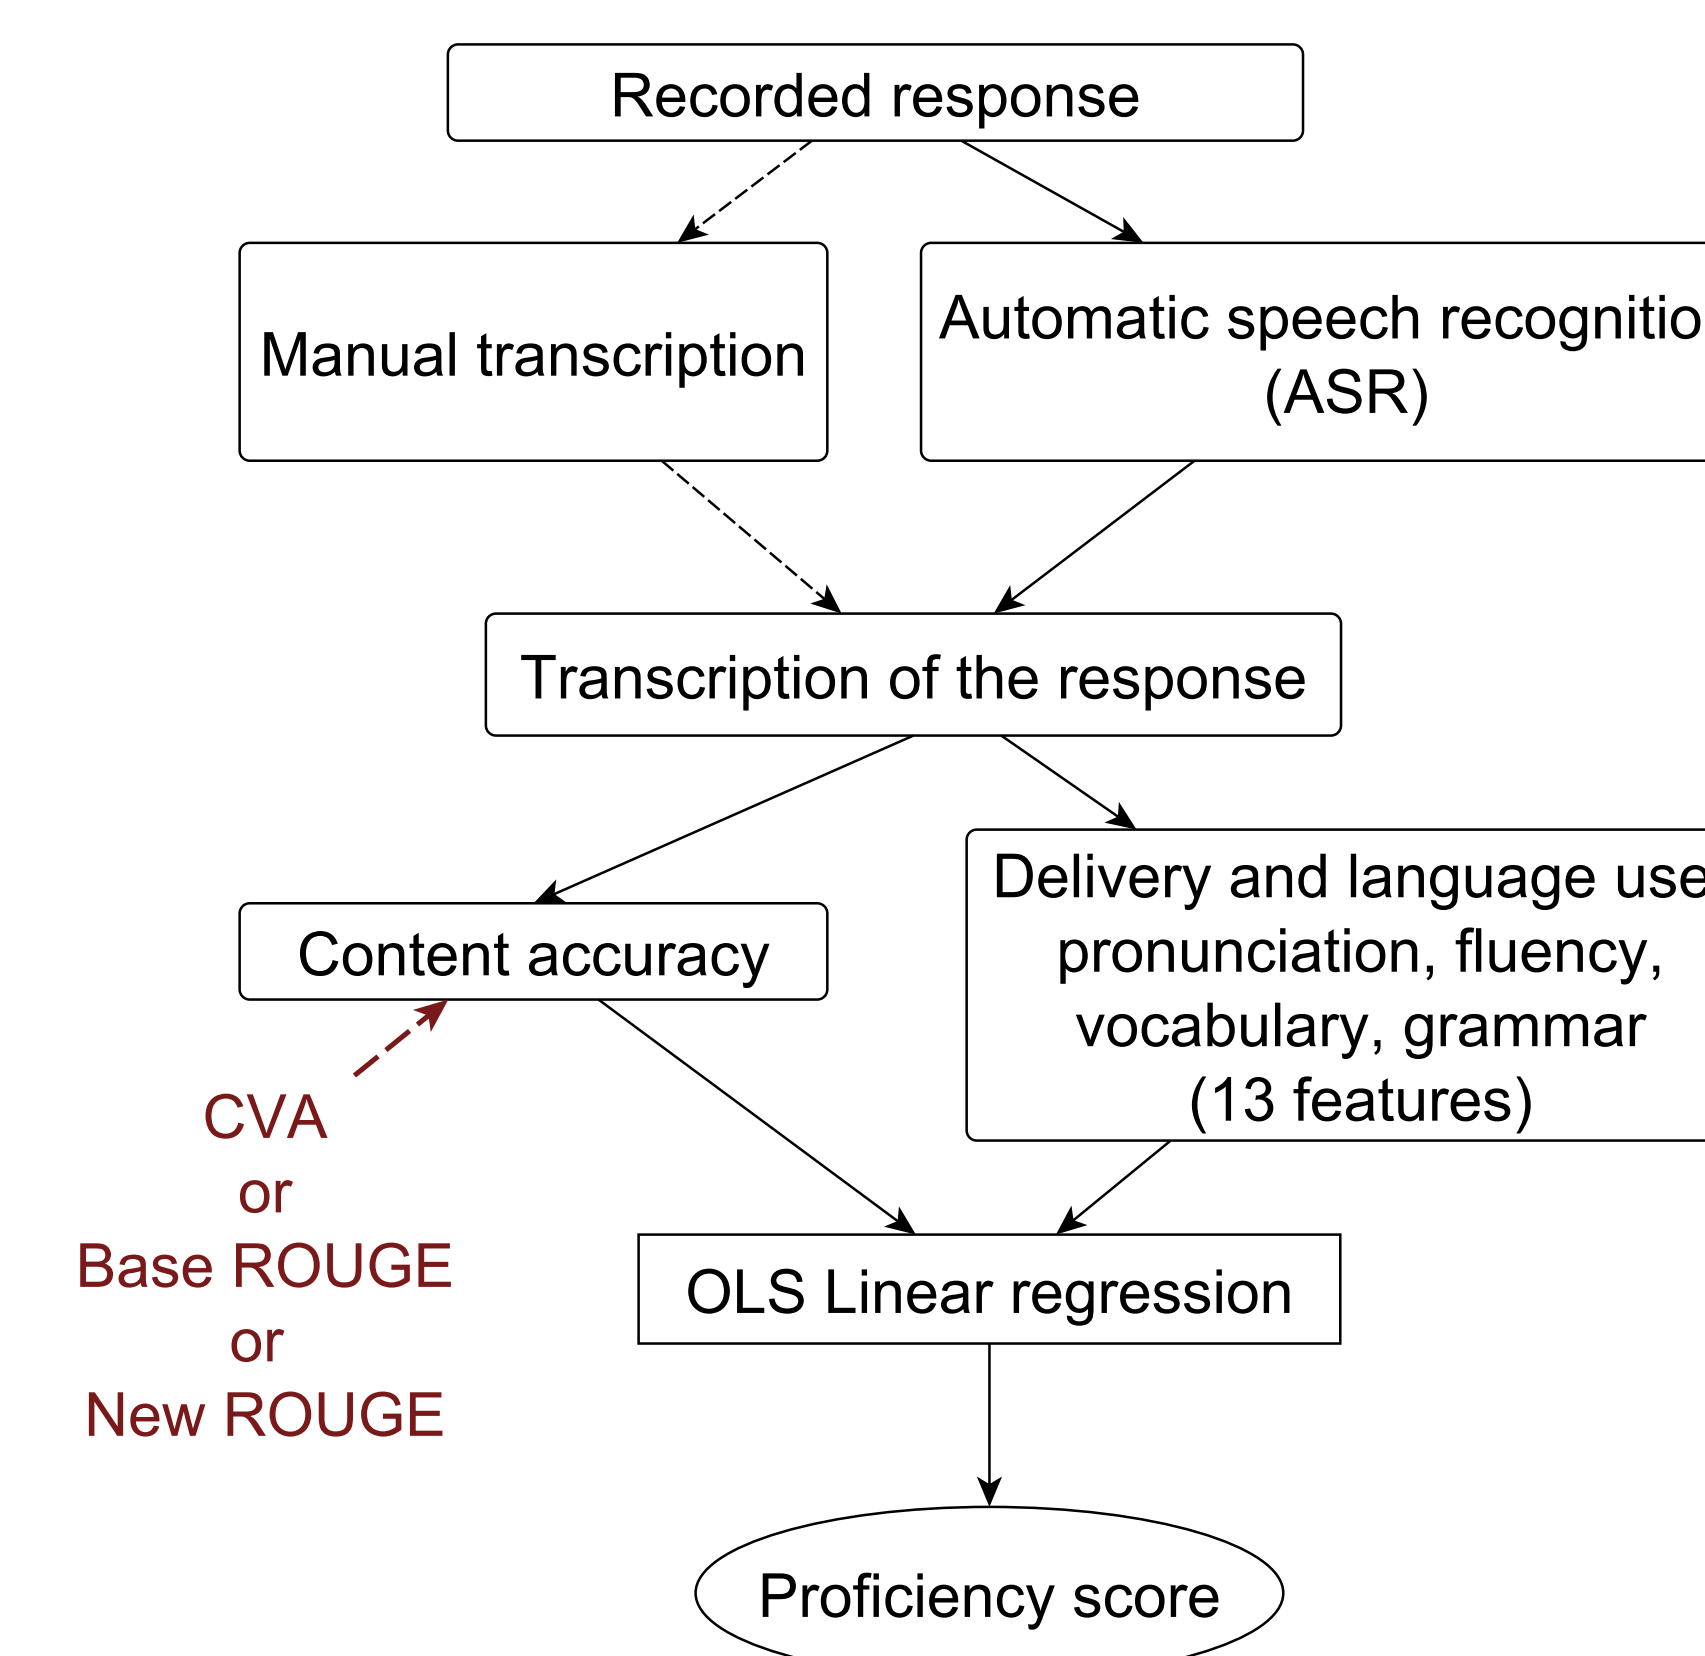 Recorded response
Manual transcription
Automatic speech recognitio
(ASR)
Transcription of the response
Content accuracy
Delivery and language use
pronunciation, fluency,
vocabulary, grammar
(13 features)
CVA
or
Base ROUGE
or
New ROUGE
OLS Linear regression
Proficiency score